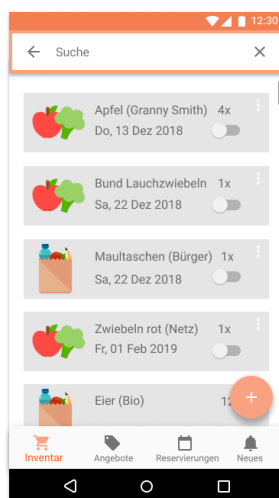 12:30
Suche
Apfel (Granny Smith) 4x
Do, 13 Dez 2018
Bund Lauchzwiebeln 1x
Sa, 22 Dez 2018
Maultaschen (Bürger) 1x
Sa, 22 Dez 2018
Zwiebeln rot (Netz) 1x
Fr, 01 Feb 2019
Eier (Bio)
Inventar Angebote Reservierungen Neues